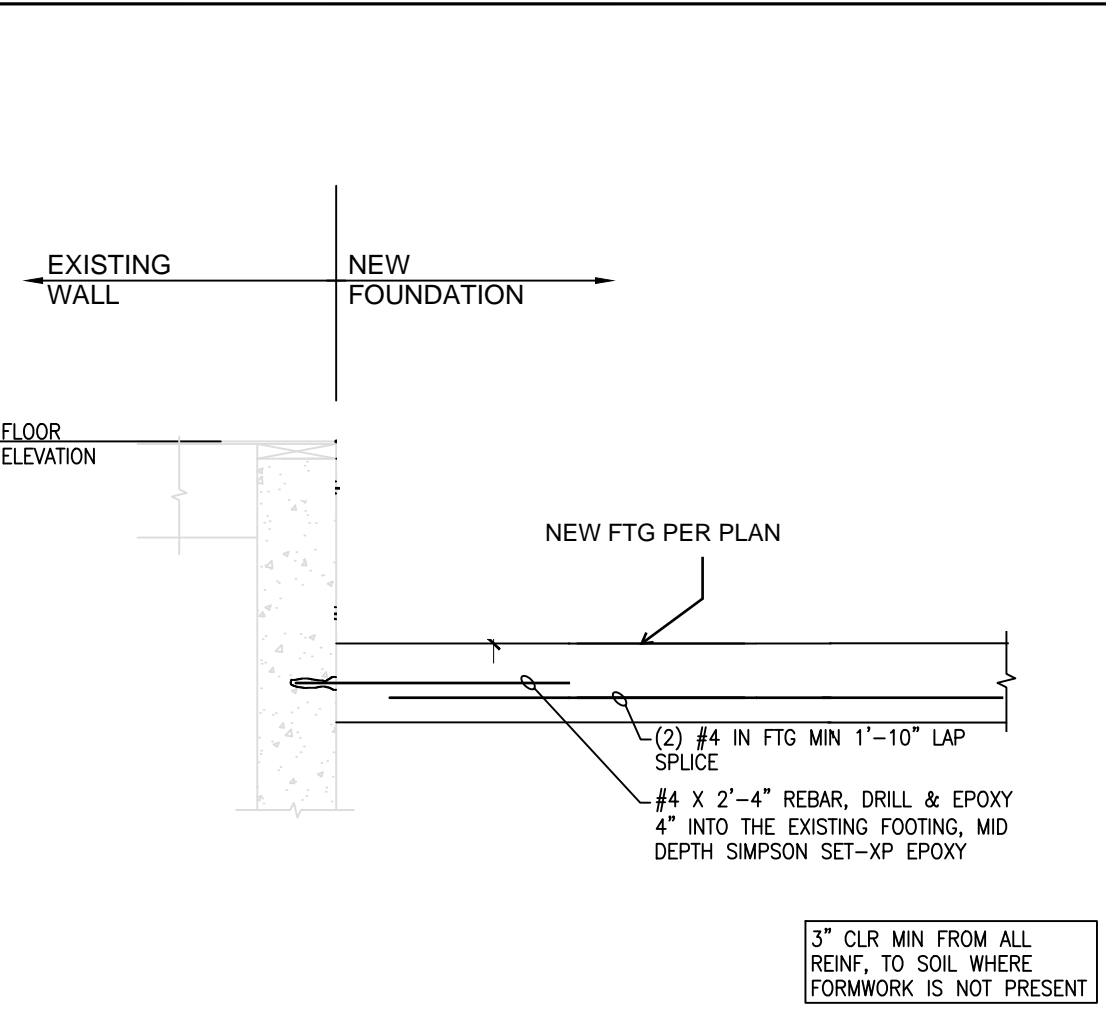 EXISTING
WALL
NEW
FOUNDATION
FLOOR
ELEVATION
NEW FTG PER PLAN
(2) #4 IN FTG MIN 1'-10" LAP
SPLICE
#4 X 2'-4" REBAR, DRILL & EPOXY
4" INTO THE EXISTING FOOTING, MID
DEPTH SIMPSON SET-XP EPOXY
3" CLR MIN FROM ALL
REINF, TO SOIL WHERE
FORMWORK IS NOT PRESENT